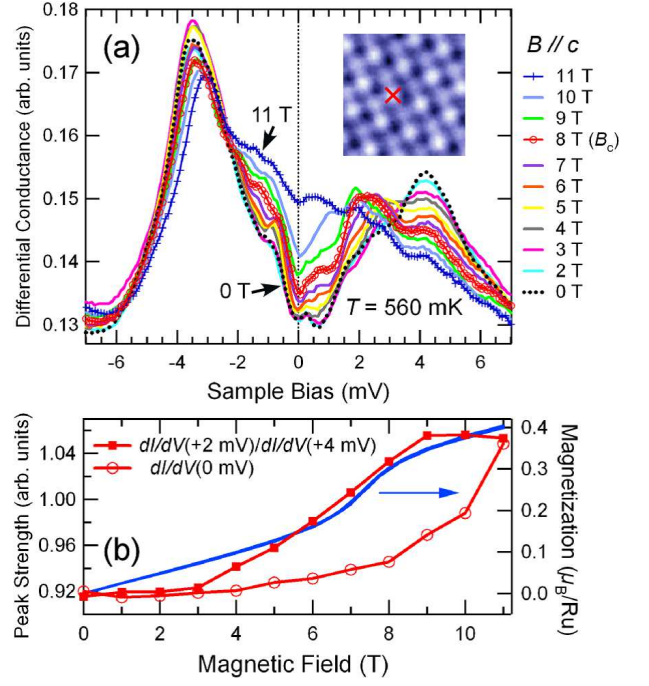 (a)
B // c
11 T
10 T
9 T
8 T (Bc)
7 T
6 T
5 T
4 T
3 T
2 T
0 T
11 T
0 T
T = 560 mK
0.18
0.17
0.16
0.15
0.14
0.13
Differential Conductance (arb. units)
-6
-4
-2
0
2
4
6
Sample Bias (mV)
(b)
dI/dV(+2 mV)/dI/dV(+4 mV)
dI/dV(0 mV)
1.04
1.00
0.96
0.92
Peak Strength (arb. units)
0.4
0.3
0.2
0.1
0.0
Magnetization (μB/Ru)
0
2
4
6
8
10
Magnetic Field (T)